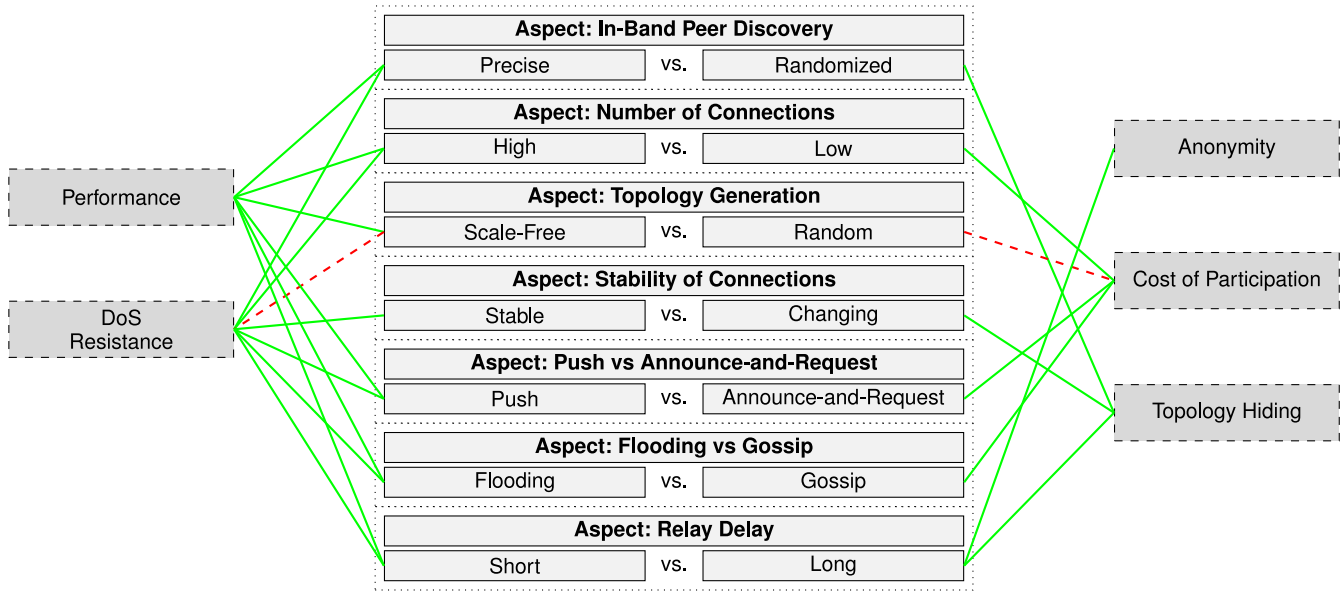 Aspect: In-Band Peer Discovery
Precise vs. Randomized
Aspect: Number of Connections
High vs. Low
Aspect: Topology Generation
Scale-Free vs. Random
Aspect: Stability of Connections
Stable vs. Changing
Aspect: Push vs Announce-and-Request
Push vs. Announce-and-Request
Aspect: Flooding vs Gossip
Flooding vs. Gossip
Aspect: Relay Delay
Short vs. Long
Performance
DoS
Resistance
Anonymity
Cost of Participation
Topology Hiding